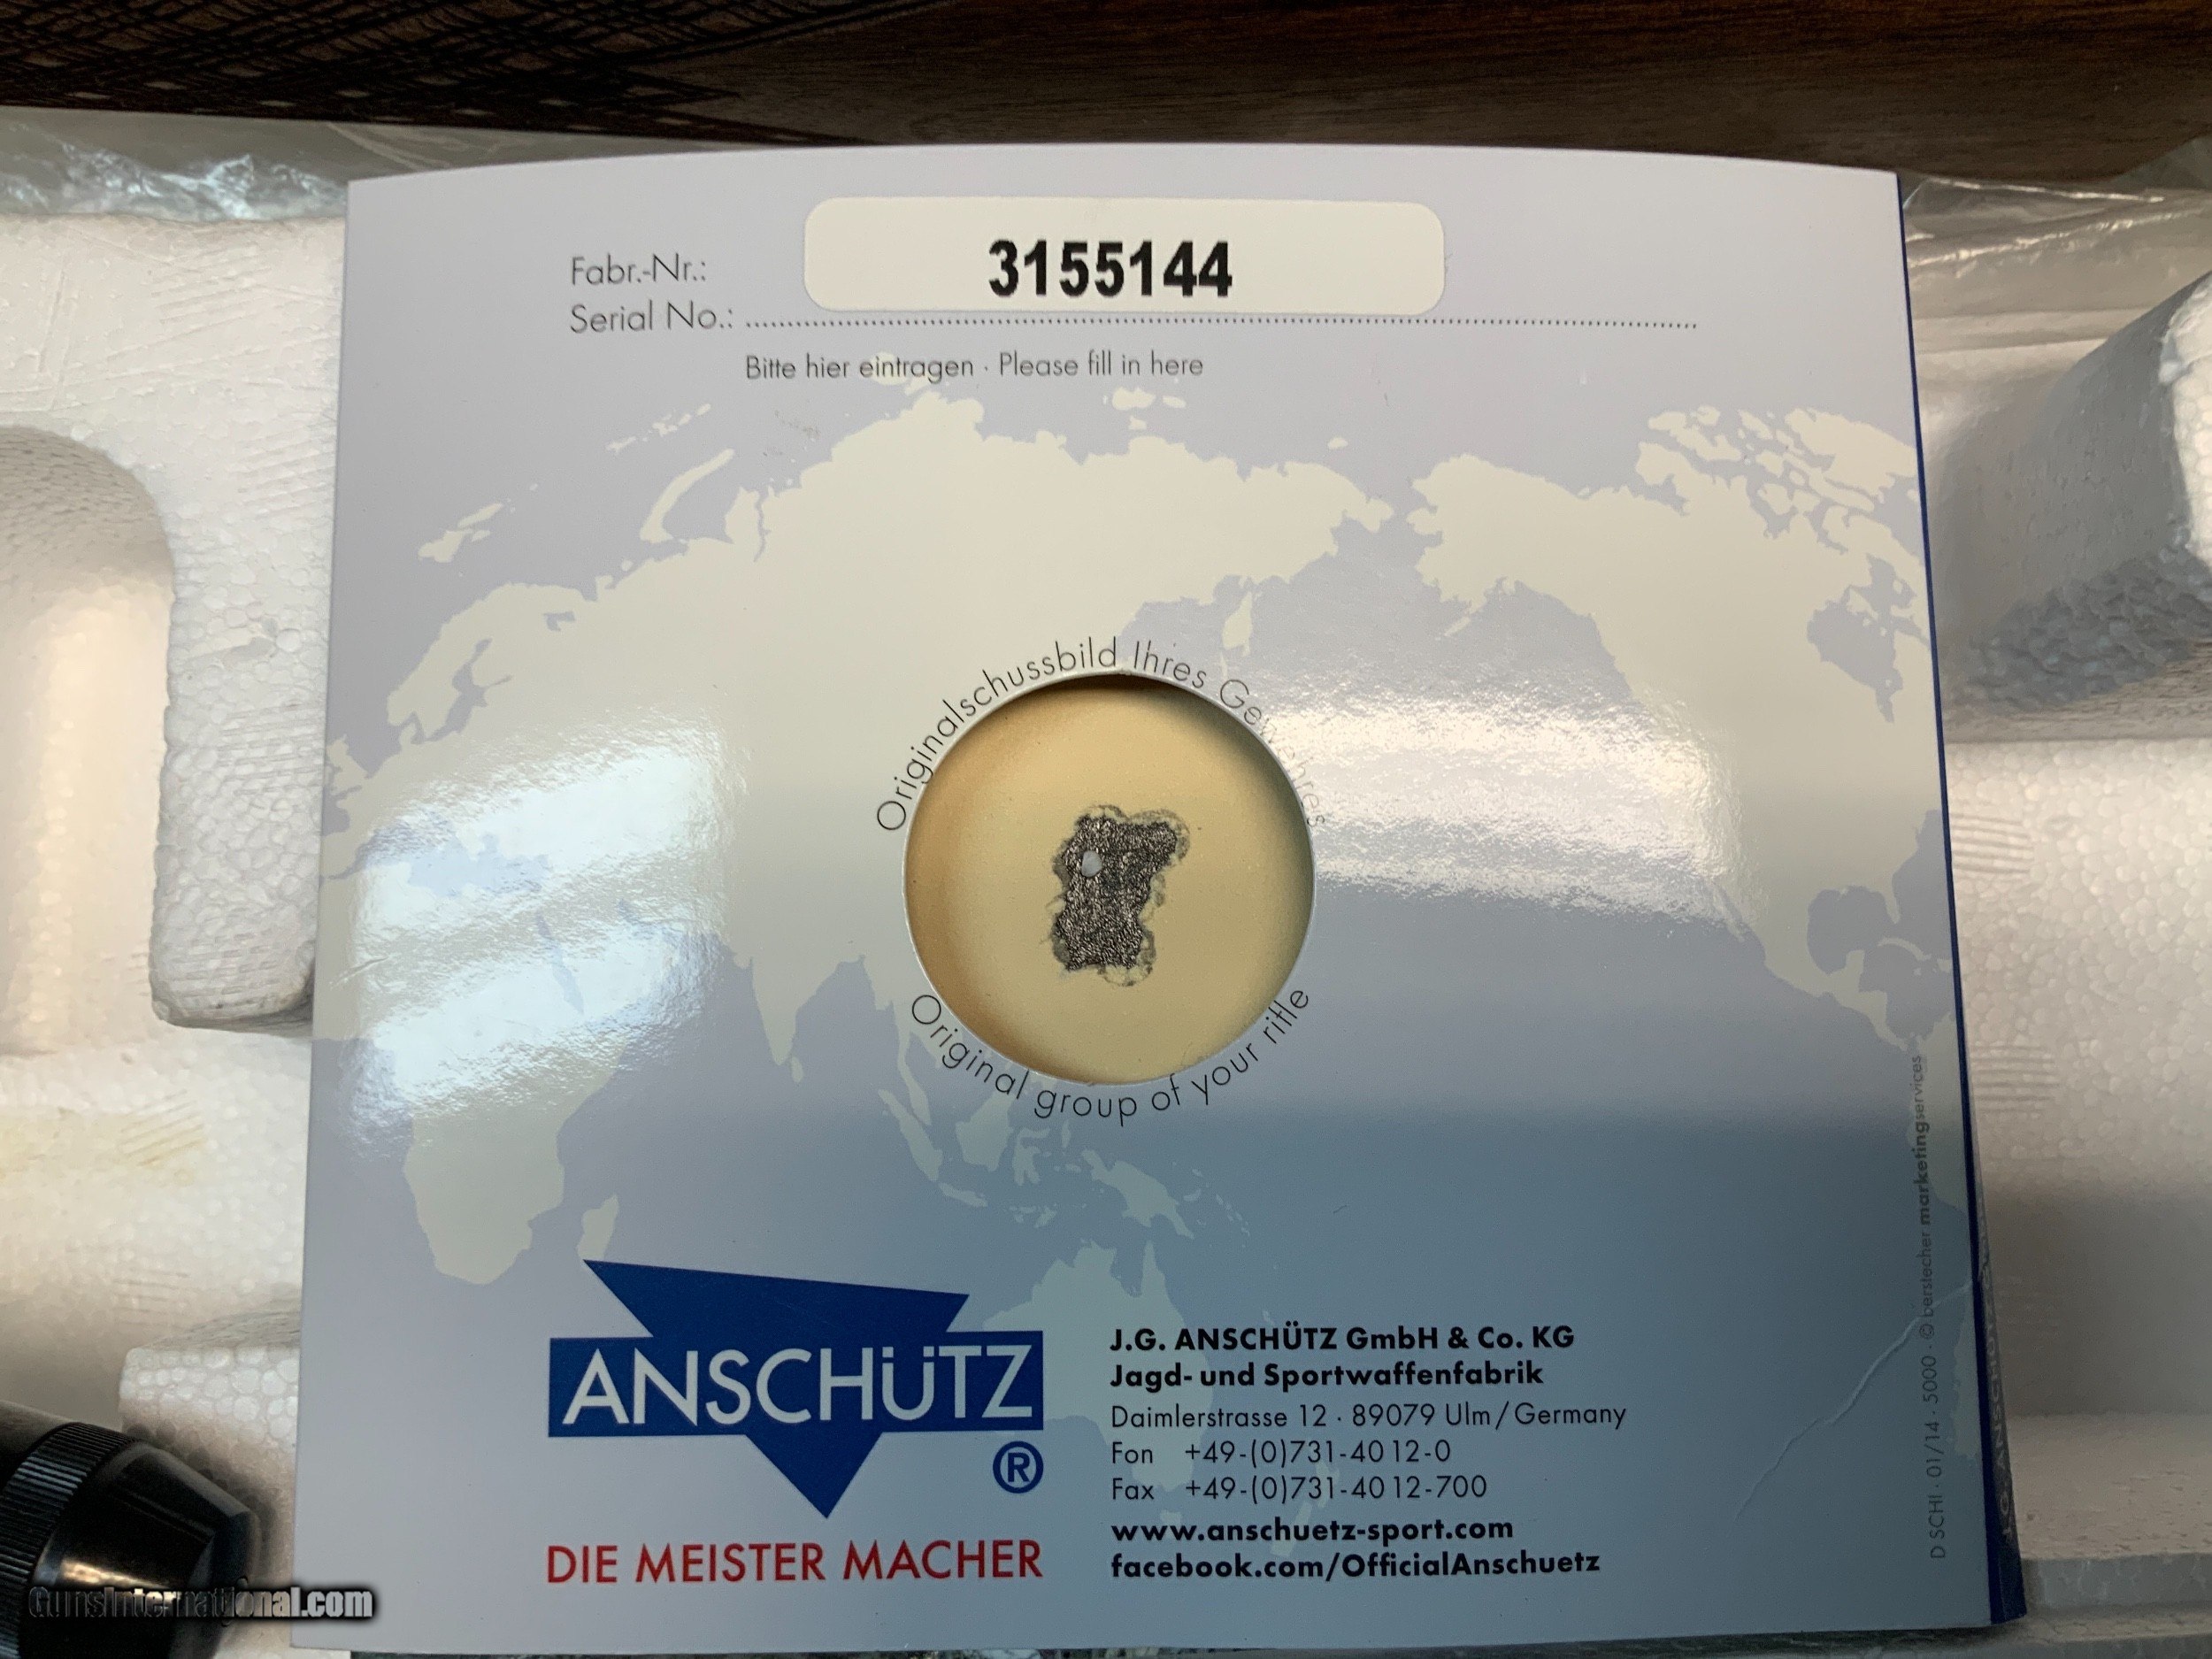 Fabr.-Nr.:
3155144
Serial No.:
Bitte hier eintragen · Please fill in here
Originalschussbild Ihres Gewehres
Original group of your rifle
ANSCHÜTZ
®
DIE MEISTER MACHER
J.G. ANSCHÜTZ GmbH & Co. KG
Jagd- und Sportwaffenfabrik
Daimlerstrasse 12 · 89079 Ulm/Germany
Fon +49-(0)731-4012-0
Fax +49-(0)731-4012-700
www.anschuetz-sport.com
facebook.com/OfficialAnschuetz
D SCHI · 01/14 · 5000 · © berstecher marketingservices
J.G. ANSCHÜTZ
GunsInternational.com